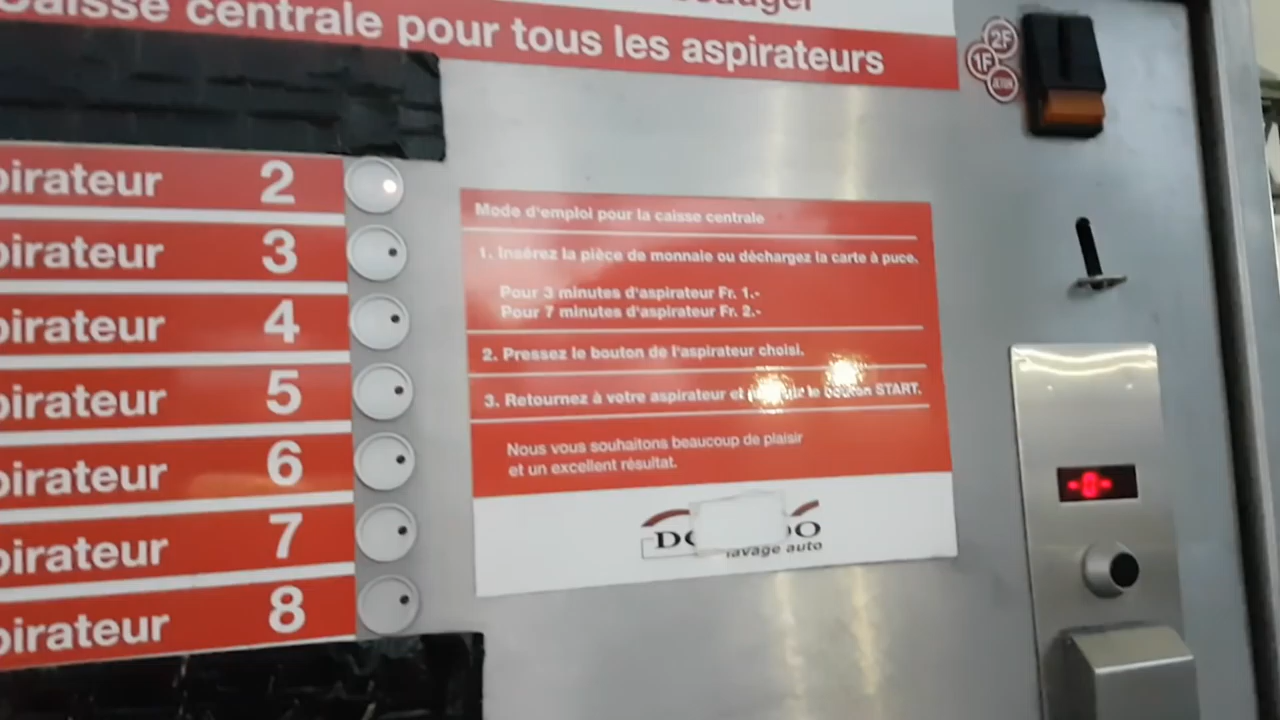 Caisse centrale pour tous les aspirateurs
2F
1F
pirateur 2
pirateur 3
pirateur 4
pirateur 5
pirateur 6
pirateur 7
pirateur 8
Mode d'emploi pour la caisse centrale
1. Insérez la pièce de monnaie ou déchargez la carte à puce.
Pour 3 minutes d'aspirateur Fr. 1.-
Pour 7 minutes d'aspirateur Fr. 2.-
2. Pressez le bouton de l'aspirateur choisi.
3. Retournez à votre aspirateur et le bouton START.
Nous vous souhaitons beaucoup de plaisir
et un excellent résultat.
lavage auto